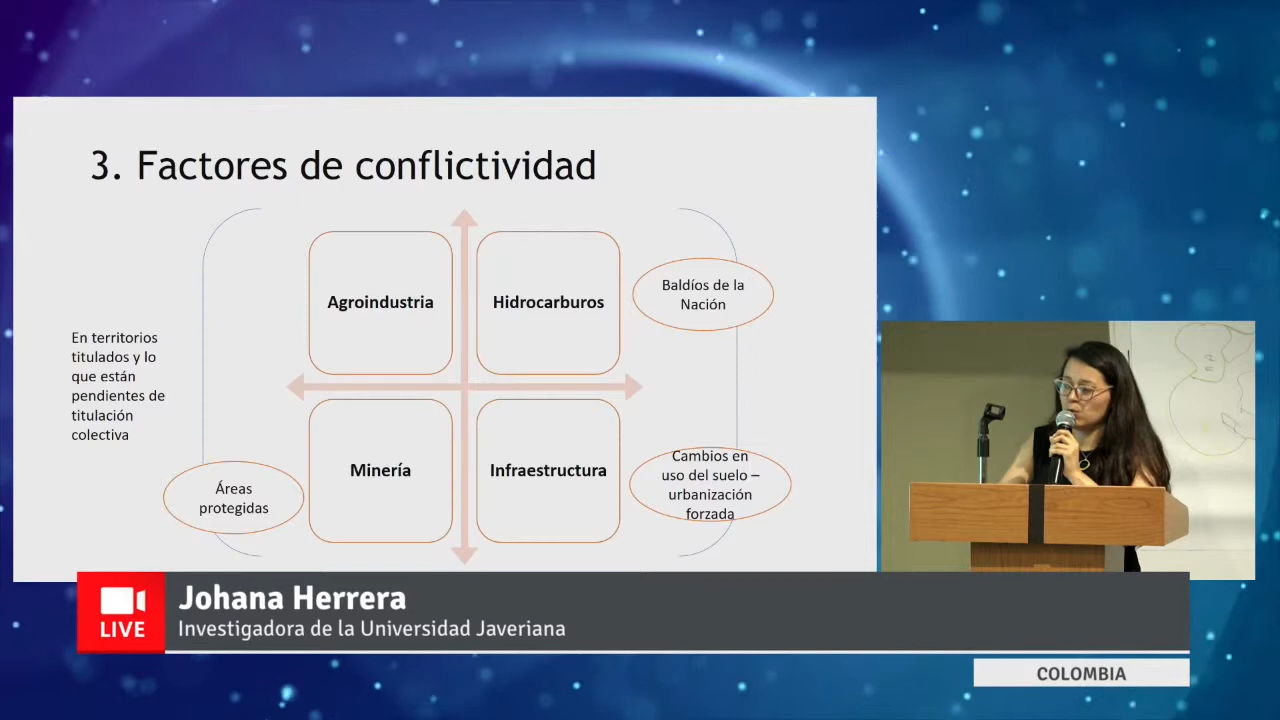 3. Factores de conflictividad
Agroindustria
Hidrocarburos
Baldíos de la
Nación
En territorios
titulados y lo
que están
pendientes de
titulación
colectiva
Minería
Infraestructura
Cambios en
uso del suelo –
urbanización
forzada
Áreas
protegidas
LIVE
Johana Herrera
Investigadora de la Universidad Javeriana
COLOMBIA